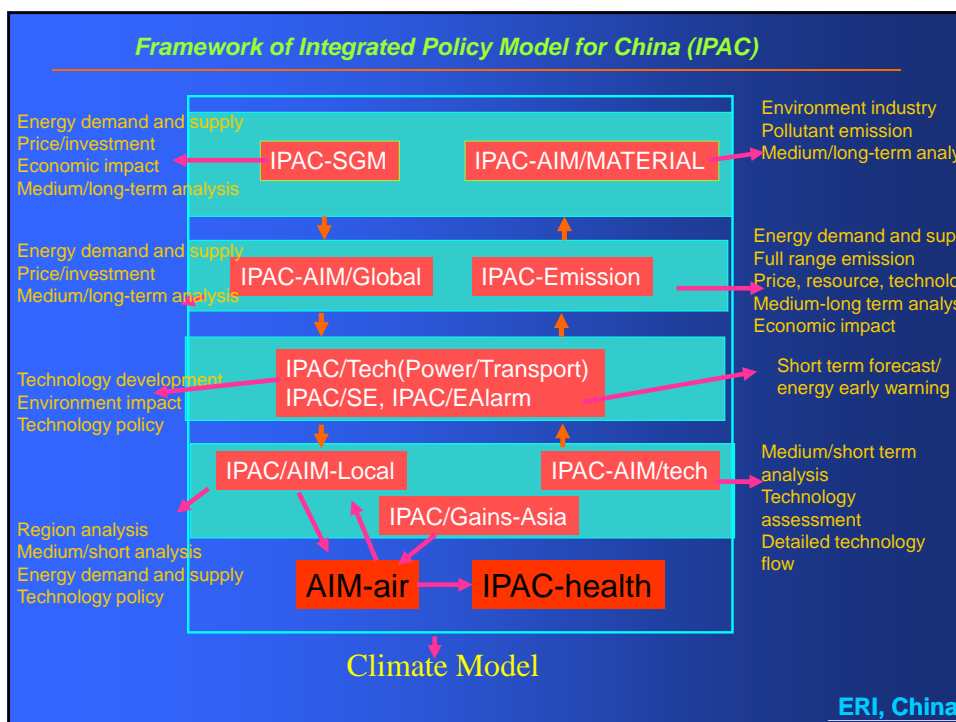 Framework of Integrated Policy Model for China (IPAC)
Energy demand and supply
Price/investment
Economic impact
Medium/long-term analysis
IPAC-SGM
IPAC-AIM/MATERIAL
Environment industry
Pollutant emission
Medium/long-term analy
Energy demand and supply
Price/investment
Medium/long-term analysis
IPAC-AIM/Global
IPAC-Emission
Energy demand and sup
Full range emission
Price, resource, technolo
Medium-long term analys
Economic impact
Technology development
Environment impact
Technology policy
IPAC/Tech(Power/Transport)
IPAC/SE, IPAC/EAlarm
Short term forecast/
energy early warning
IPAC/AIM-Local
IPAC-AIM/tech
IPAC/Gains-Asia
Medium/short term
analysis
Technology
assessment
Detailed technology
flow
Region analysis
Medium/short analysis
Energy demand and supply
Technology policy
AIM-air
IPAC-health
Climate Model
ERI, China